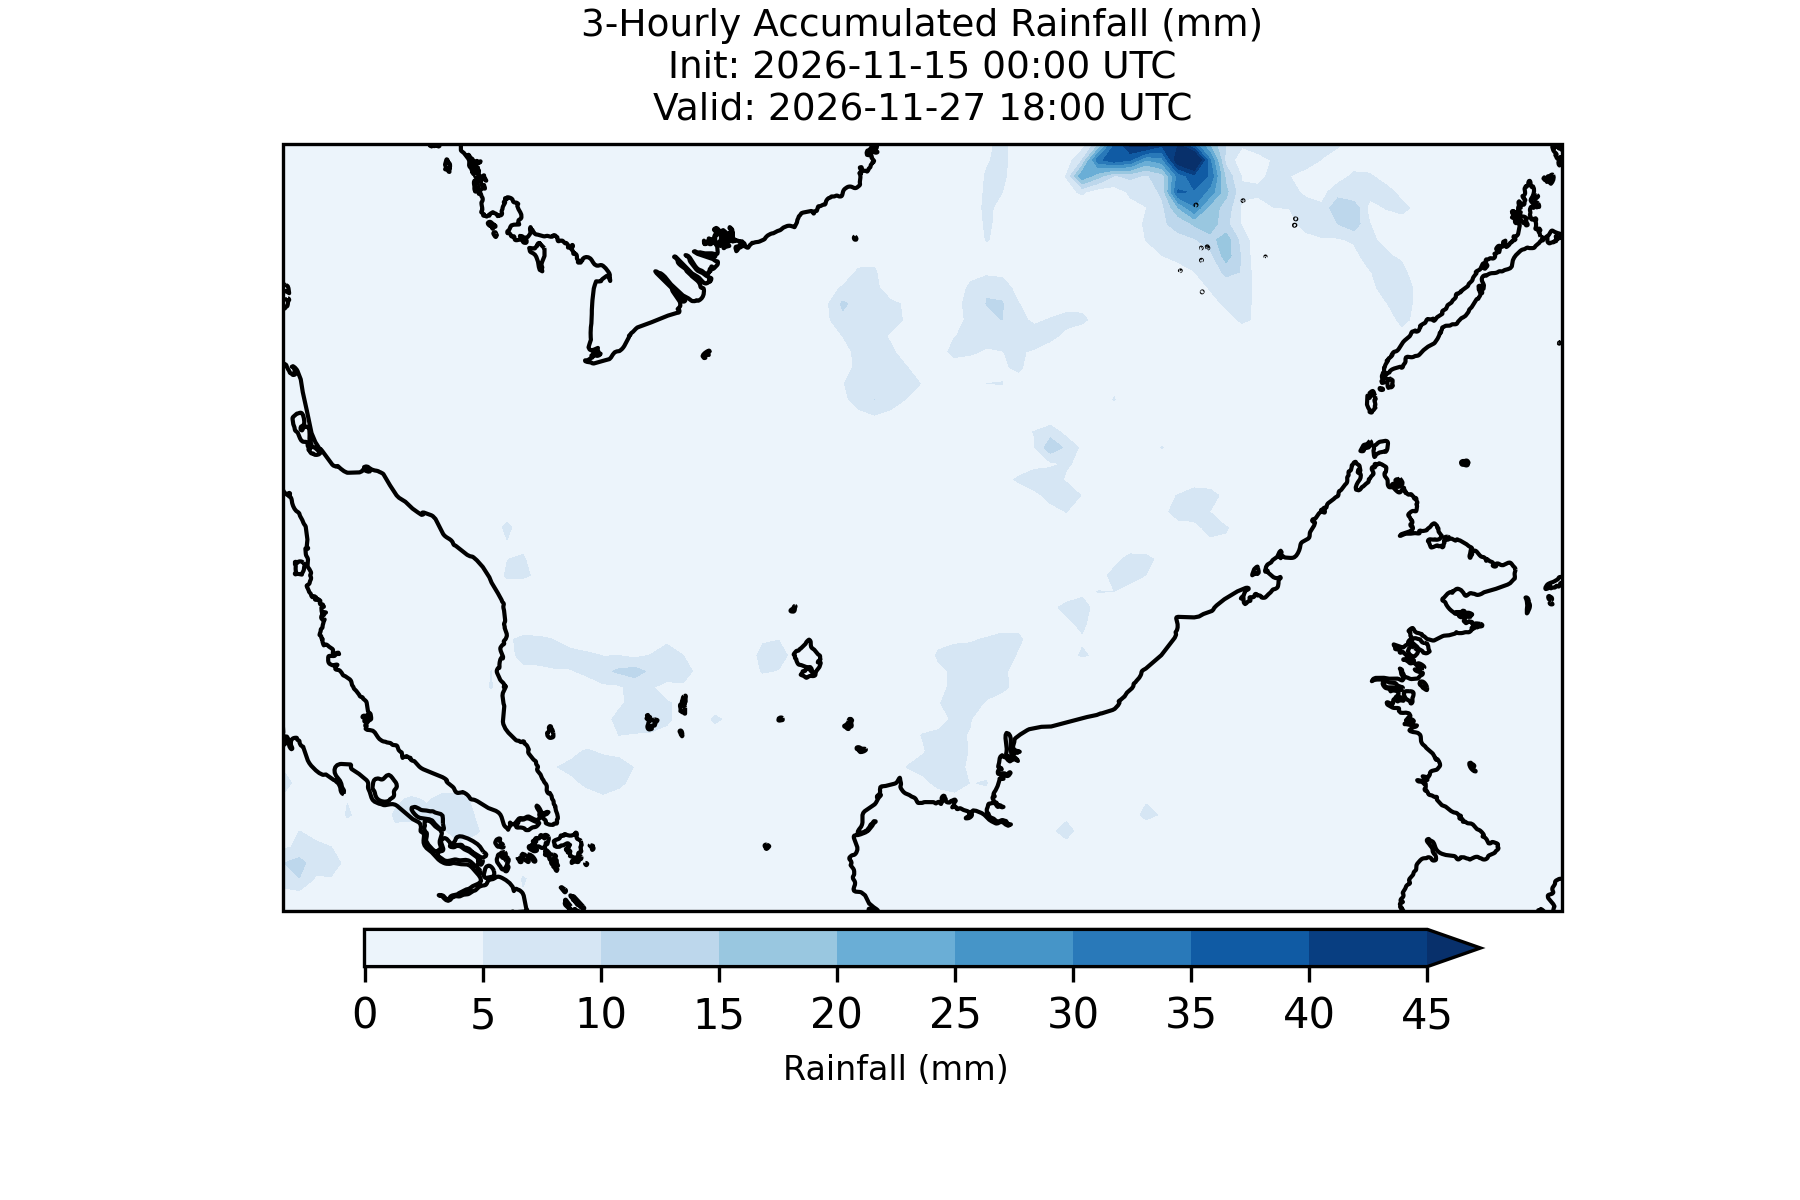 3-Hourly Accumulated Rainfall (mm)
Init: 2026-11-15 00:00 UTC
Valid: 2026-11-27 18:00 UTC
0 5 10 15 20 25 30 35 40 45
Rainfall (mm)